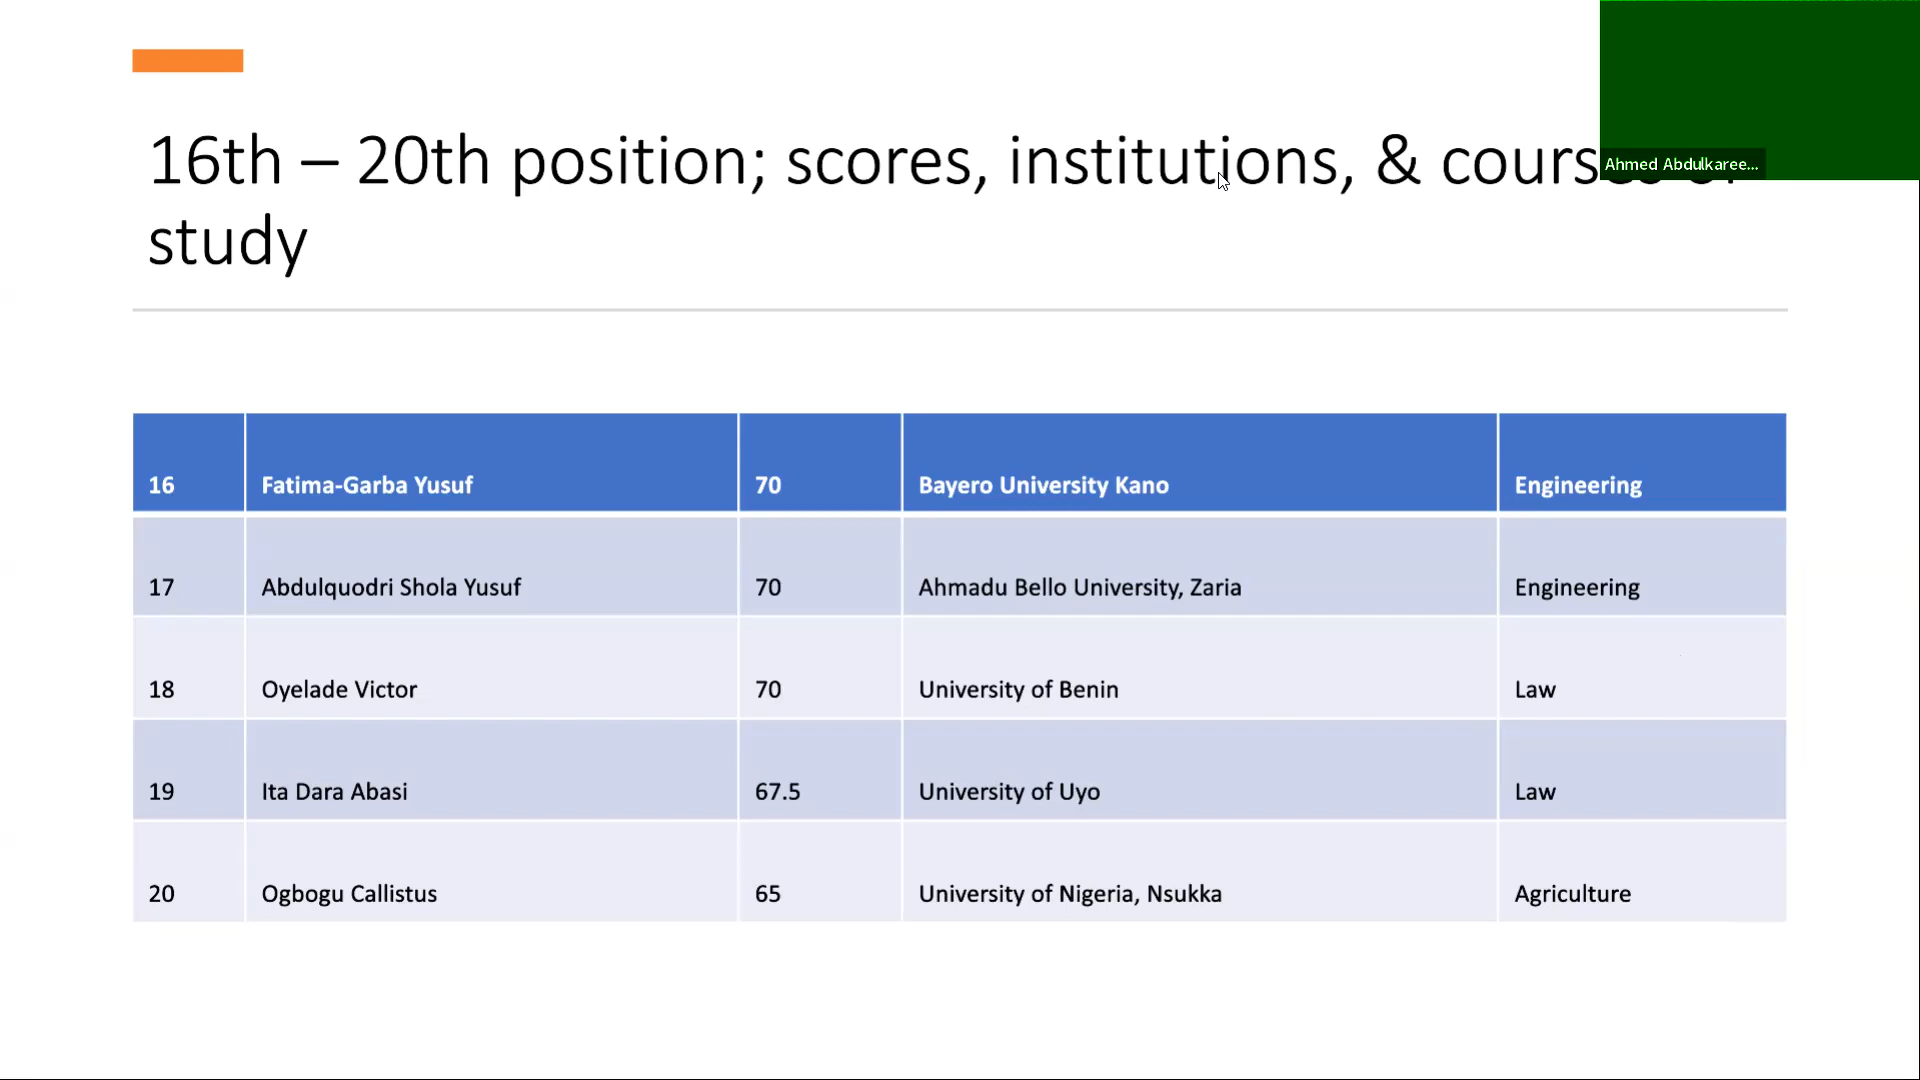 16th – 20th position; scores, institutions, & courses
study
Ahmed Abdulkaree...
16 Fatima-Garba Yusuf 70 Bayero University Kano Engineering
17 Abdulquodri Shola Yusuf 70 Ahmadu Bello University, Zaria Engineering
18 Oyelade Victor 70 University of Benin Law
19 Ita Dara Abasi 67.5 University of Uyo Law
20 Ogbogu Callistus 65 University of Nigeria, Nsukka Agriculture